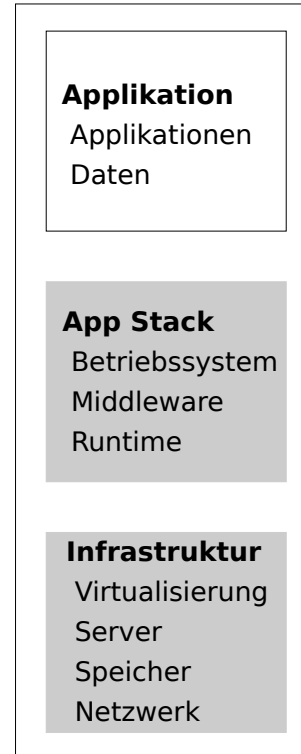 Applikation
Applikationen
Daten
App Stack
Betriebssystem
Middleware
Runtime
Infrastruktur
Virtualisierung
Server
Speicher
Netzwerk